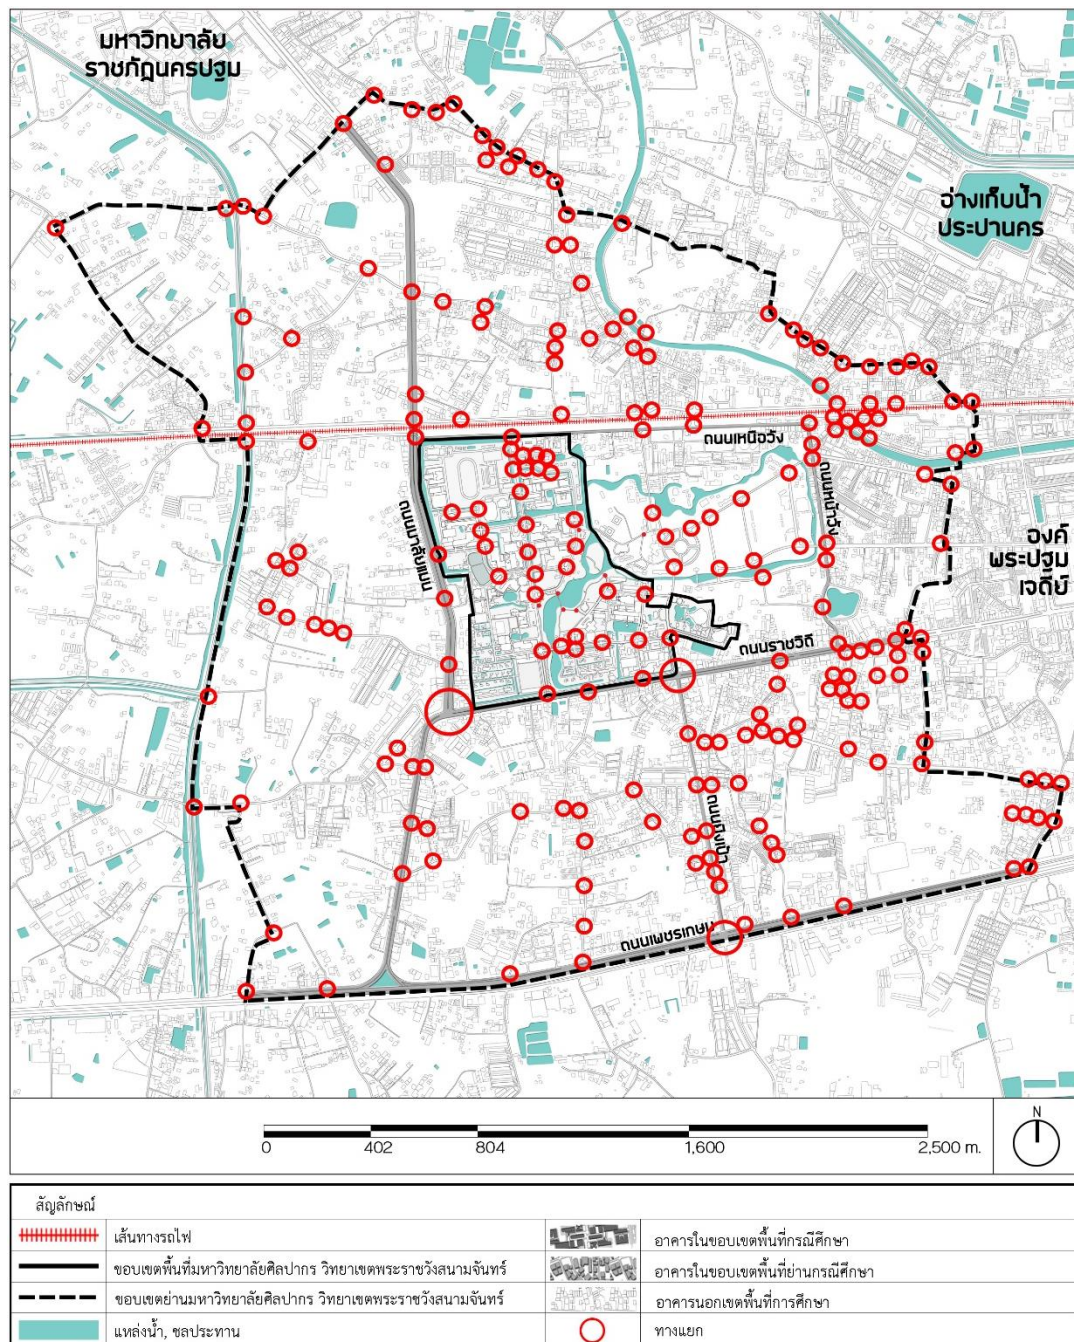 มหาวิทยาลัย
ราชภัฏนครปฐม
อ่างเก็บน้ำ
ประปานคร
ถนนเหนือวัง
ถนนหน้าวัง
ถนนมาลัยแมน
องค์
พระปฐม
เจดีย์
ถนนราชวิถี
ถนนเพชรเกษม
N
0 402 804 1,600 2,500 m.
สัญลักษณ์
เส้นทางรถไฟ
อาคารในขอบเขตพื้นที่กรณีศึกษา
ขอบเขตพื้นที่มหาวิทยาลัยศิลปากร วิทยาเขตพระราชวังสนามจันทร์
อาคารในขอบเขตพื้นที่ย่านกรณีศึกษา
ขอบเขตย่านมหาวิทยาลัยศิลปากร วิทยาเขตพระราชวังสนามจันทร์
อาคารนอกเขตพื้นที่การศึกษา
แหล่งน้ำ, ชลประทาน
ทางแยก